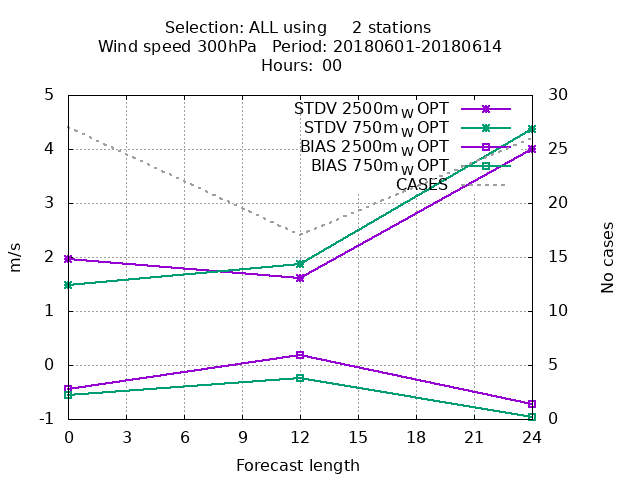 Selection: ALL using     2 stations
Wind speed 300hPa   Period: 20180601-20180614
Hours: 00
5
4
3
2
1
0
-1
30
25
20
15
10
5
0
STDV 2500m W OPT
STDV 750m W OPT
BIAS 2500m W OPT
BIAS 750m W OPT
CASES
m/s
No cases
0 3 6 9 12 15 18 21 24
Forecast length